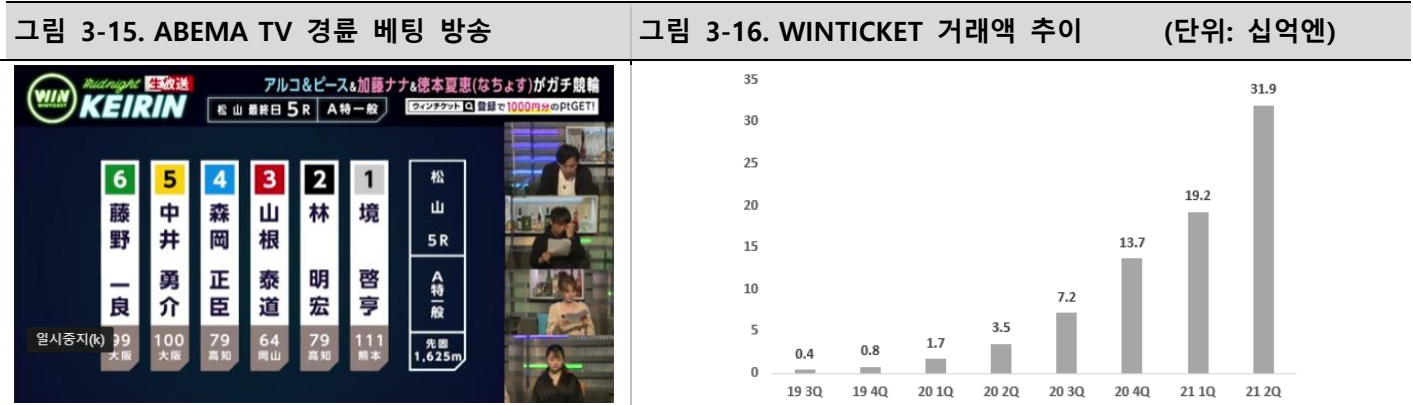 그림 3-15. ABEMA TV 경륜 베팅 방송
WIN
WINTICKET
Midnight 生放送
KEIRIN
アルコ&ピース&加藤ナナ&徳本夏恵(なちょす)がガチ競輪
松山 最終日 5R A特一般
ウィンチケット 登録で1000円分のPtGET!
6 藤野 一良 99 大阪
5 中井 勇介 100 大阪
4 森岡 正臣 79 高知
3 山根 泰道 64 岡山
2 林 明宏 79 高知
1 境 啓亨 111 熊本
松山 5R
A特一般
先固
1,625m
일시중지(k)
그림 3-16. WINTICKET 거래액 추이 (단위: 십억엔)
35
30
25
20
15
10
5
0
0.4
0.8
1.7
3.5
7.2
13.7
19.2
31.9
19 3Q
19 4Q
20 1Q
20 2Q
20 3Q
20 4Q
21 1Q
21 2Q